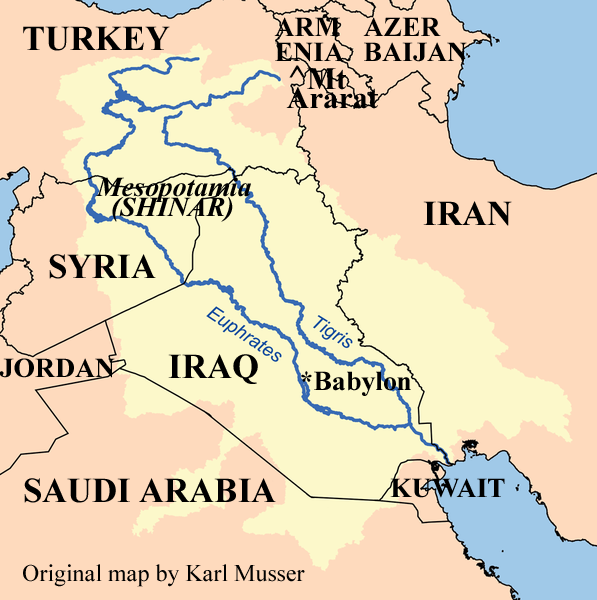 TURKEY
ARM
ENIA
AZER
BAIJAN
^Mt
Ararat
Mesopotamia
(SHINAR)
IRAN
SYRIA
Euphrates
Tigris
JORDAN
IRAQ
*Babylon
SAUDI ARABIA
KUWAIT
Original map by Karl Musser